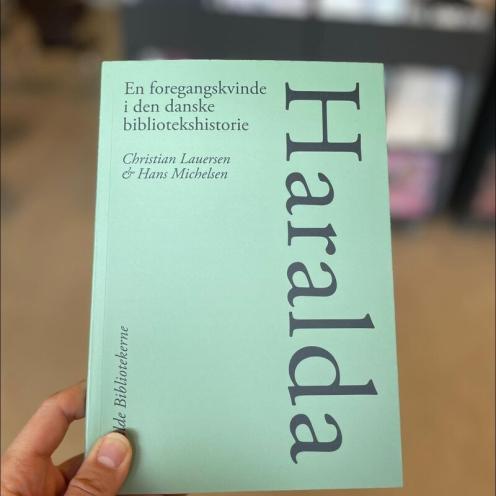 En foregangskvinde
i den danske
bibliotekshistorie
Christian Lauersen
& Hans Michelsen
Haralda
Bibliotekerne